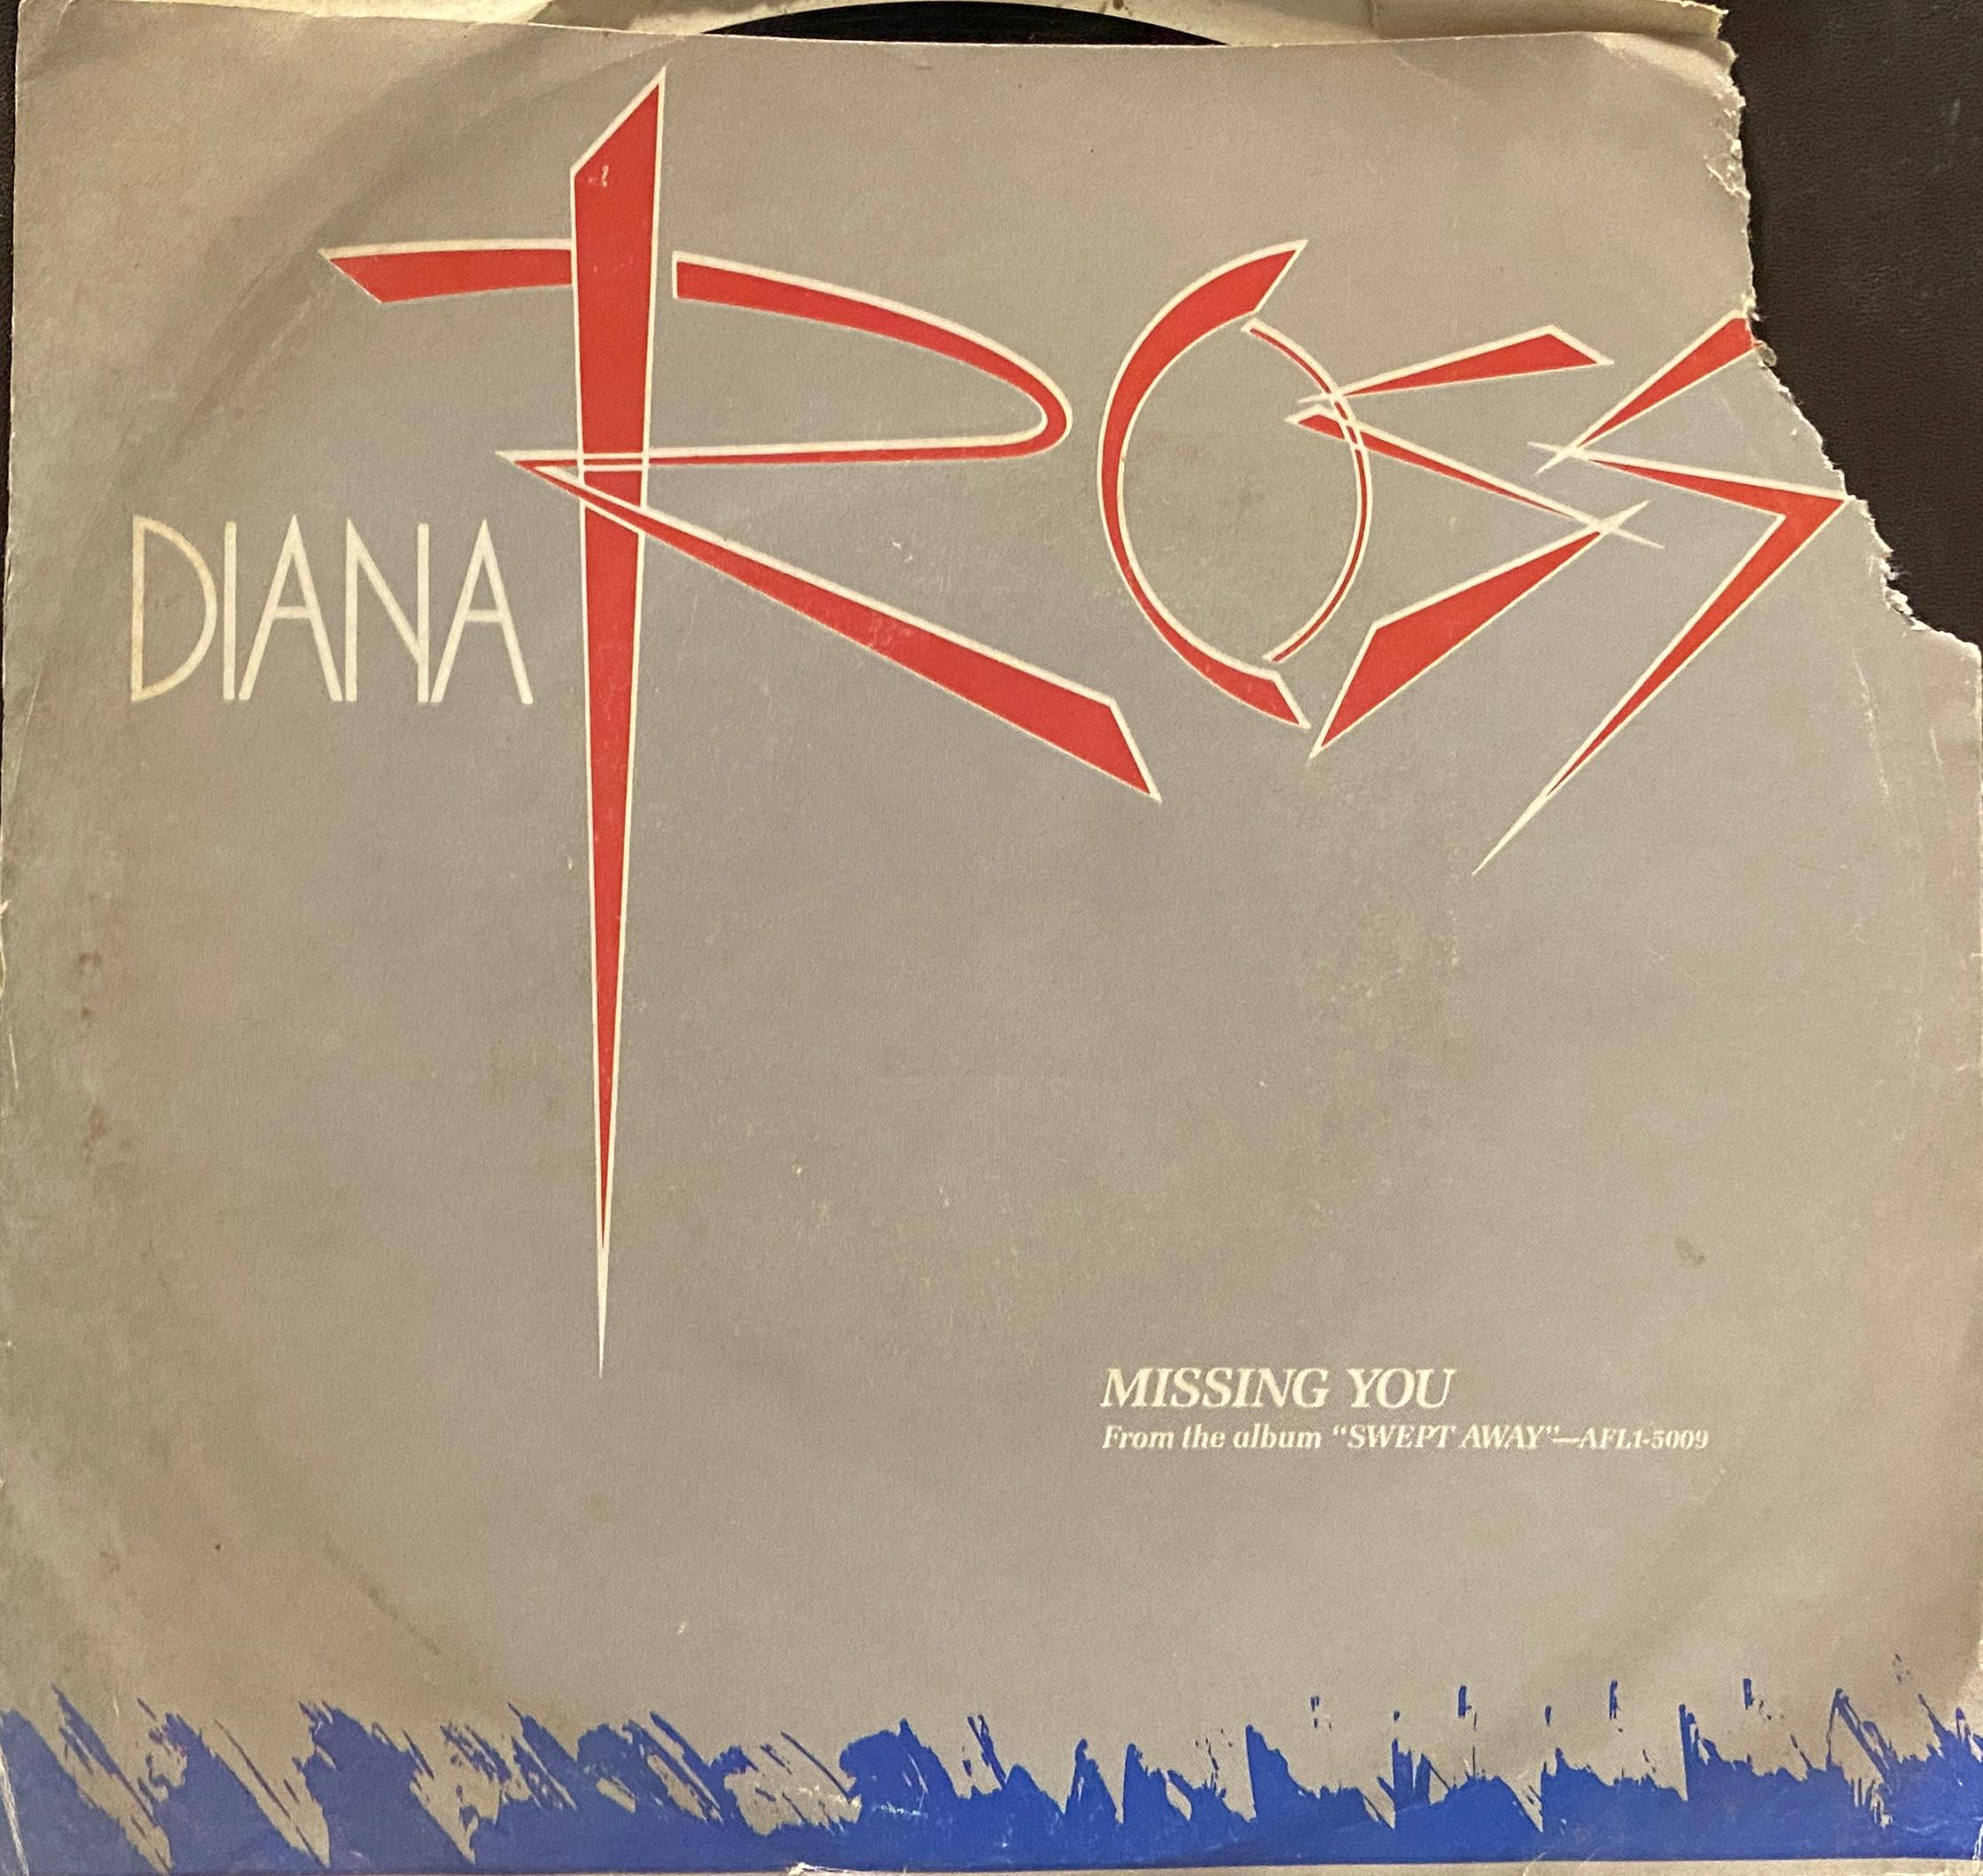 DIANA ROSS
MISSING YOU
From the album “SWEPT AWAY”—AFL1-5009